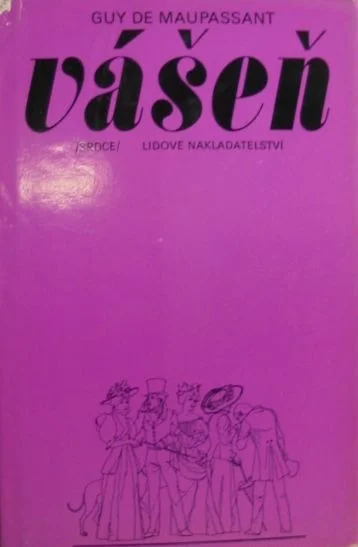 GUY DE MAUPASSANT
vášeň
/SRDCE/ LIDOVÉ NAKLADATELSTVÍ